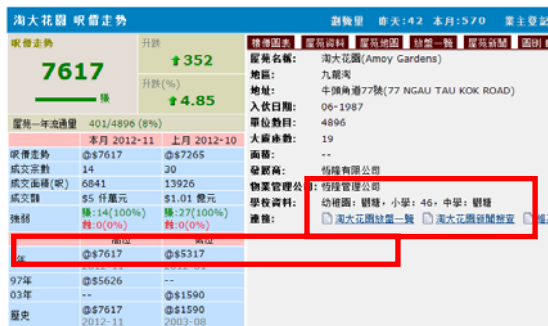 淘大花園 呎價走勢
劏餸里 昨天:42 本月:570 業主登記
呎價走勢
7617
升跌
352
升跌(%)
4.85
屋苑一年流通量 401/4896 (8%)
本月 2012-11 上月 2012-10
呎價走勢 @$7617 @$7265
成交宗數 14 30
成交面積(呎) 6841 13926
成交額 $5 仟萬元 $1.01 億元
強弱 賺:14(100%) 賺:27(100%)
蝕:0(0%) 蝕:0(0%)
年 @$7617 @$5317
97年 @$5626 --
03年 -- @$1590
歷史 @$7617 @$1590
2012-11 2003-08
樓價圖表 屋苑資料 屋苑地圖 放盤一覽 屋苑新聞
屋苑名稱: 淘大花園(Amoy Gardens)
地區: 九龍灣
地址: 牛頭角道77號(77 NGAU TAU KOK ROAD)
入伙日期: 06-1987
單位數目: 4896
大廈座數: 19
面積: --
發展商: 恒隆有限公司
物業管理公司: 恒隆管理公司
學校資料: 幼稚園: 觀塘, 小學: 46, 中學: 觀塘
連絡: 淘大花園放盤一覽 淘大花園新聞搜查